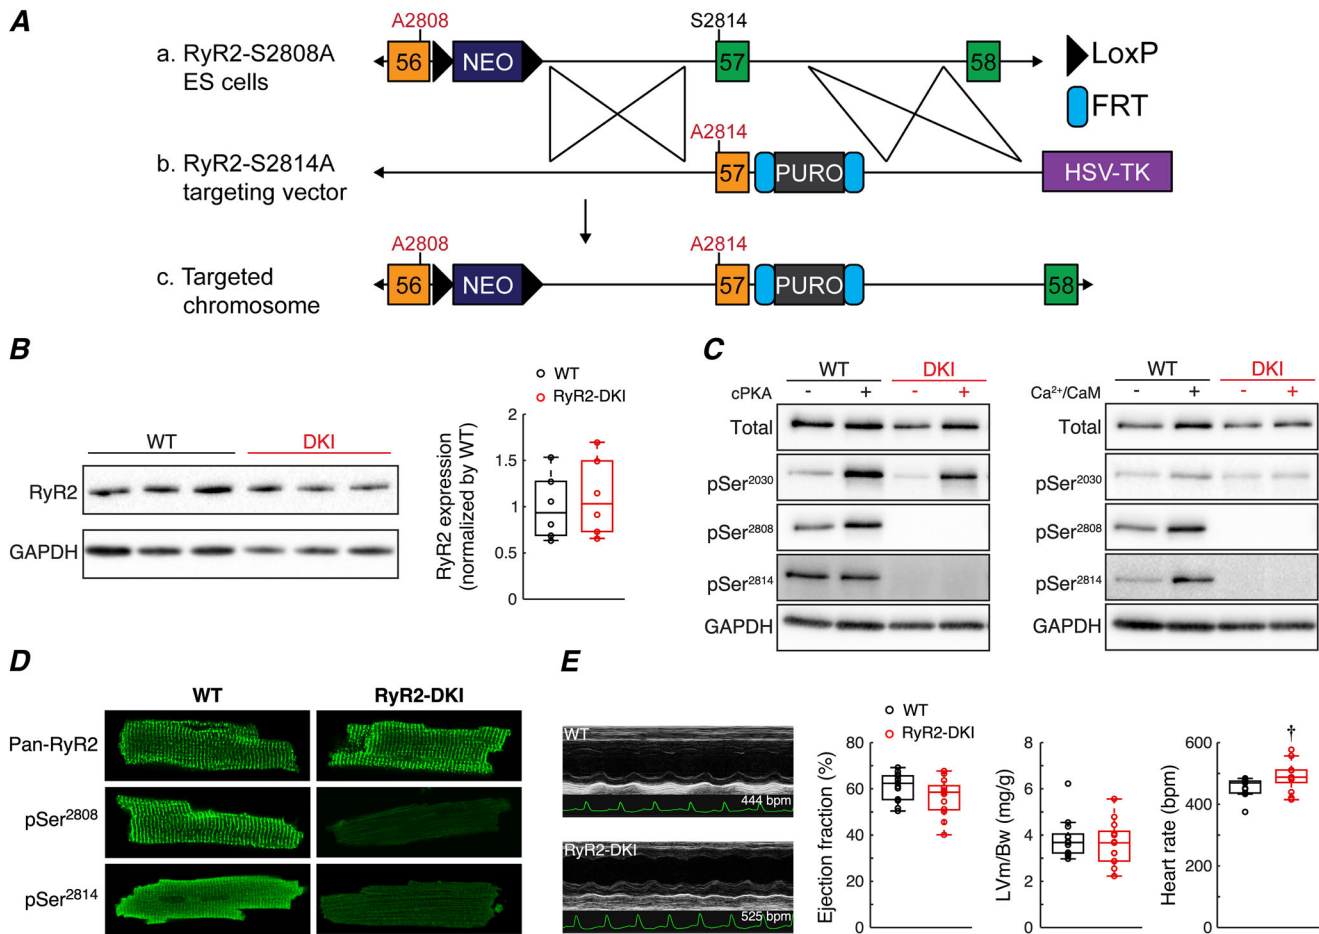 A
A2808
S2814
a. RyR2-S2808A
ES cells
56
NEO
57
58
LoxP
FRT
A2814
b. RyR2-S2814A
targeting vector
57
PURO
HSV-TK
A2808
A2814
c. Targeted
chromosome
56
NEO
57
PURO
58
B
WT
DKI
RyR2
GAPDH
WT
RyR2-DKI
RyR2 expression
(normalized by WT)
2
1.5
1
0.5
0
C
WT
DKI
cPKA
- + - +
Total
pSer2030
pSer2808
pSer2814
GAPDH
WT
DKI
Ca²⁺/CaM
- + - +
Total
pSer2030
pSer2808
pSer2814
GAPDH
D
WT
RyR2-DKI
Pan-RyR2
pSer2808
pSer2814
E
WT
444 bpm
RyR2-DKI
525 bpm
WT
RyR2-DKI
Ejection fraction (%)
80
60
40
20
0
LVm/Bw (mg/g)
8
6
4
2
0
Heart rate (bpm)
600
400
200
0
†